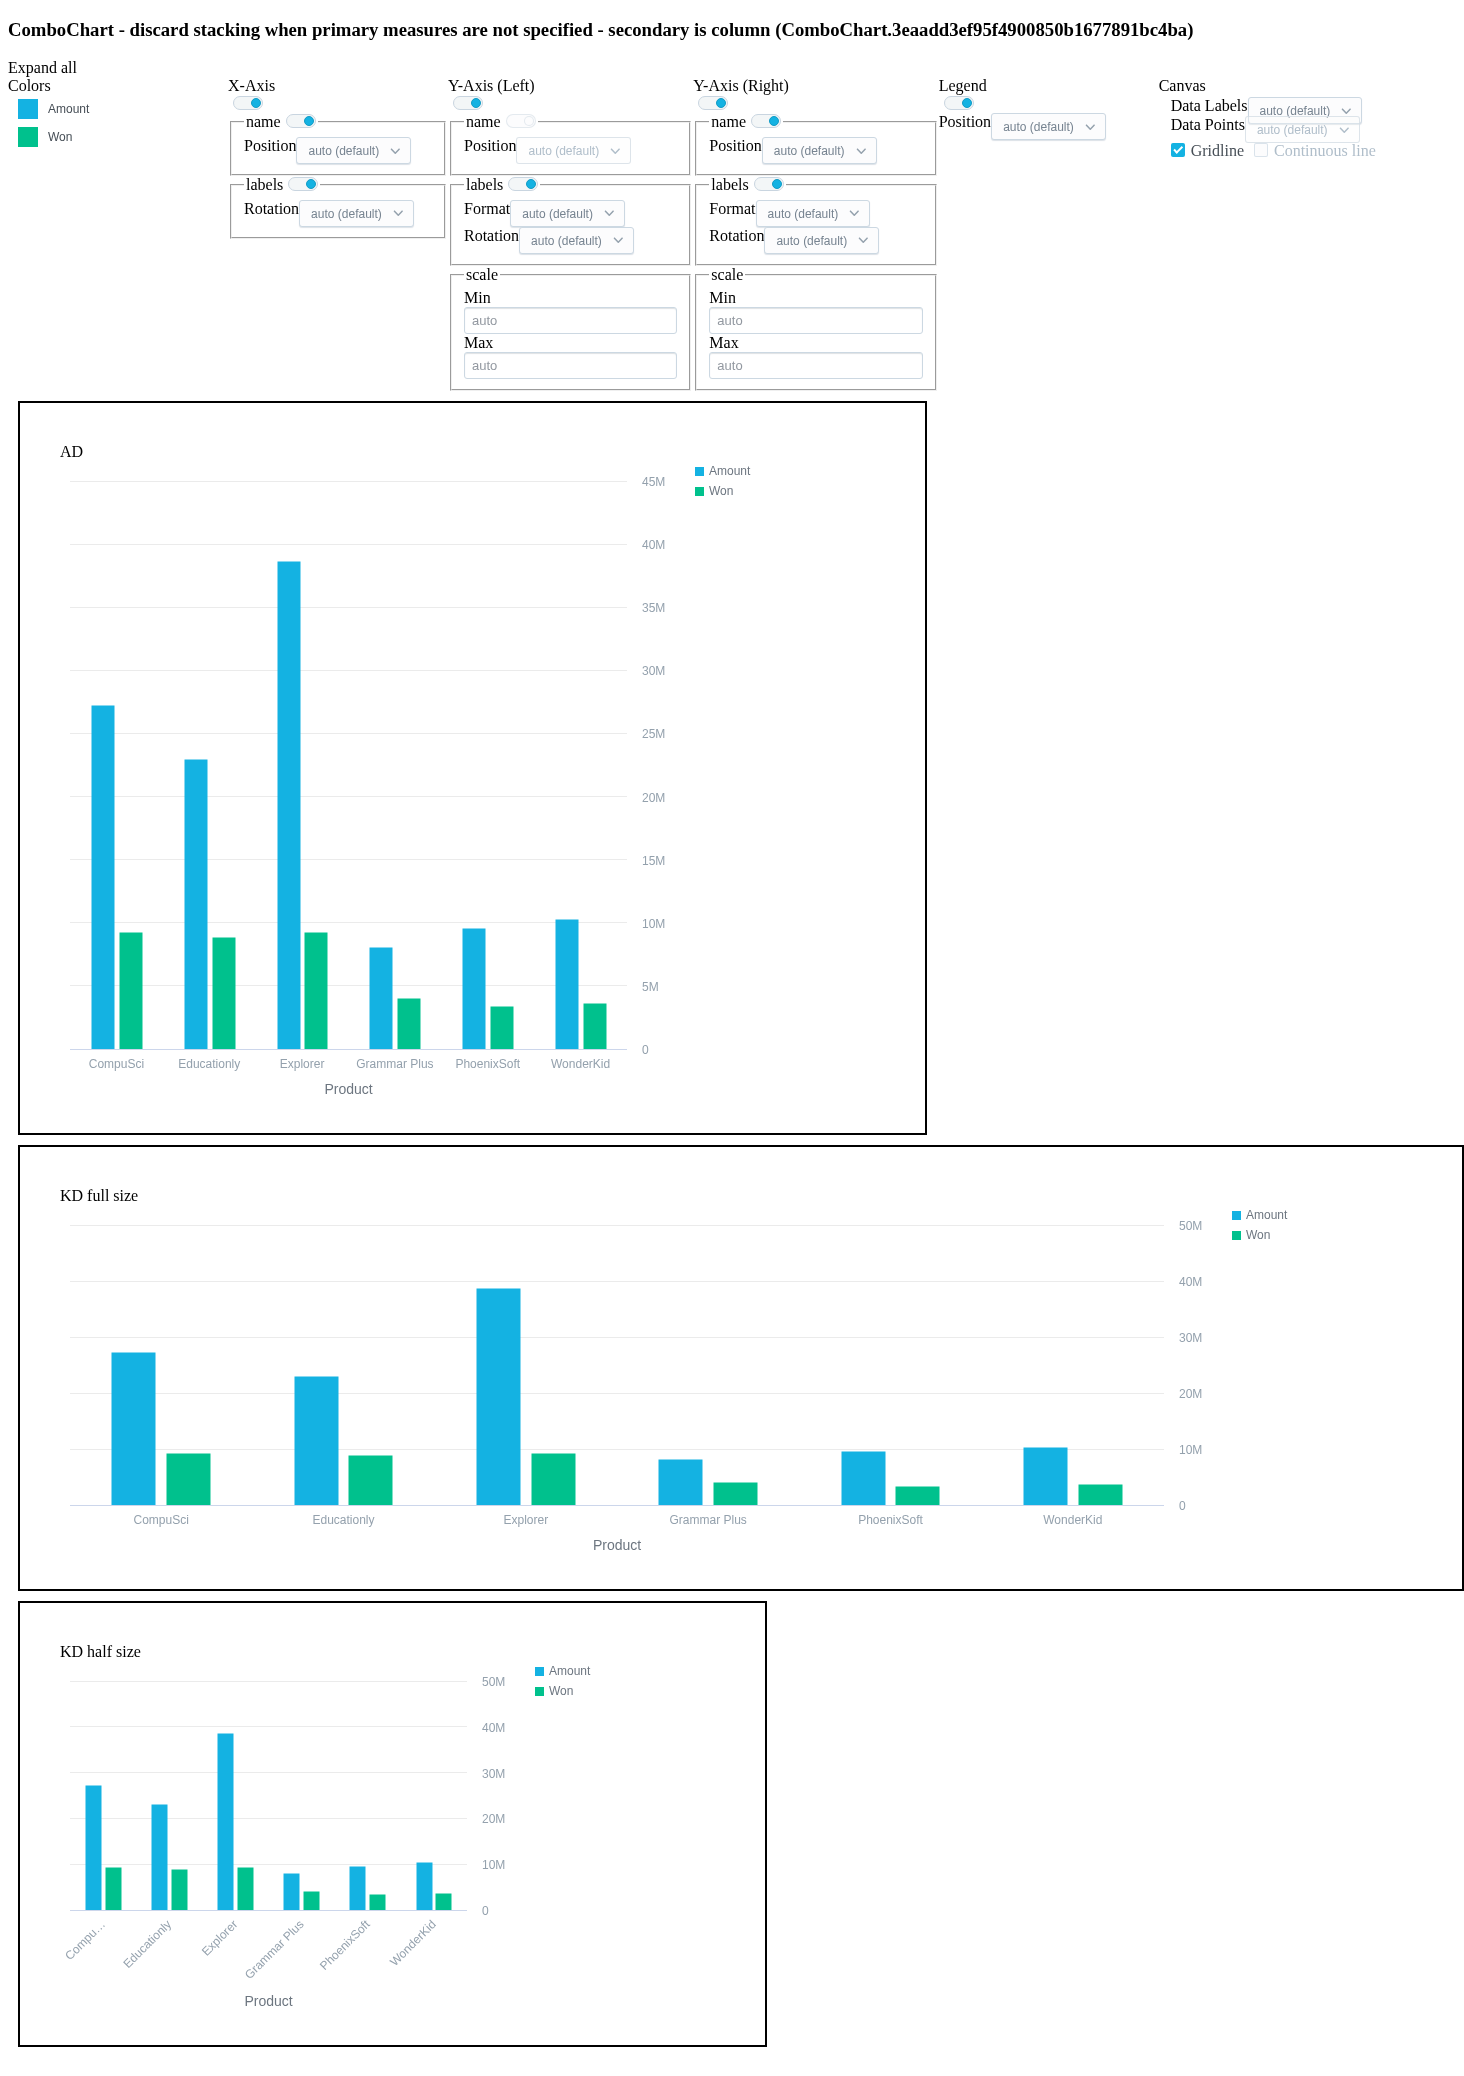 ComboChart - discard stacking when primary measures are not specified - secondary is column (ComboChart.3eaadd3ef95f4900850b1677891bc4ba)
Expand all
Colors
Amount
Won
X-Axis
name
Position auto (default)
labels
Rotation auto (default)
Y-Axis (Left)
name
Position auto (default)
labels
Format auto (default)
Rotation auto (default)
scale
Min
auto
Max
auto
Y-Axis (Right)
name
Position auto (default)
labels
Format auto (default)
Rotation auto (default)
scale
Min
auto
Max
auto
Legend
Position auto (default)
Canvas
Data Labels auto (default)
Data Points auto (default)
Gridline Continuous line
AD
Amount
Won
45M
40M
35M
30M
25M
20M
15M
10M
5M
0
CompuSci Educationly Explorer Grammar Plus PhoenixSoft WonderKid
Product
KD full size
Amount
Won
50M
40M
30M
20M
10M
0
CompuSci Educationly Explorer Grammar Plus PhoenixSoft WonderKid
Product
KD half size
Amount
Won
50M
40M
30M
20M
10M
0
Compu… Educationly Explorer Grammar Plus PhoenixSoft WonderKid
Product